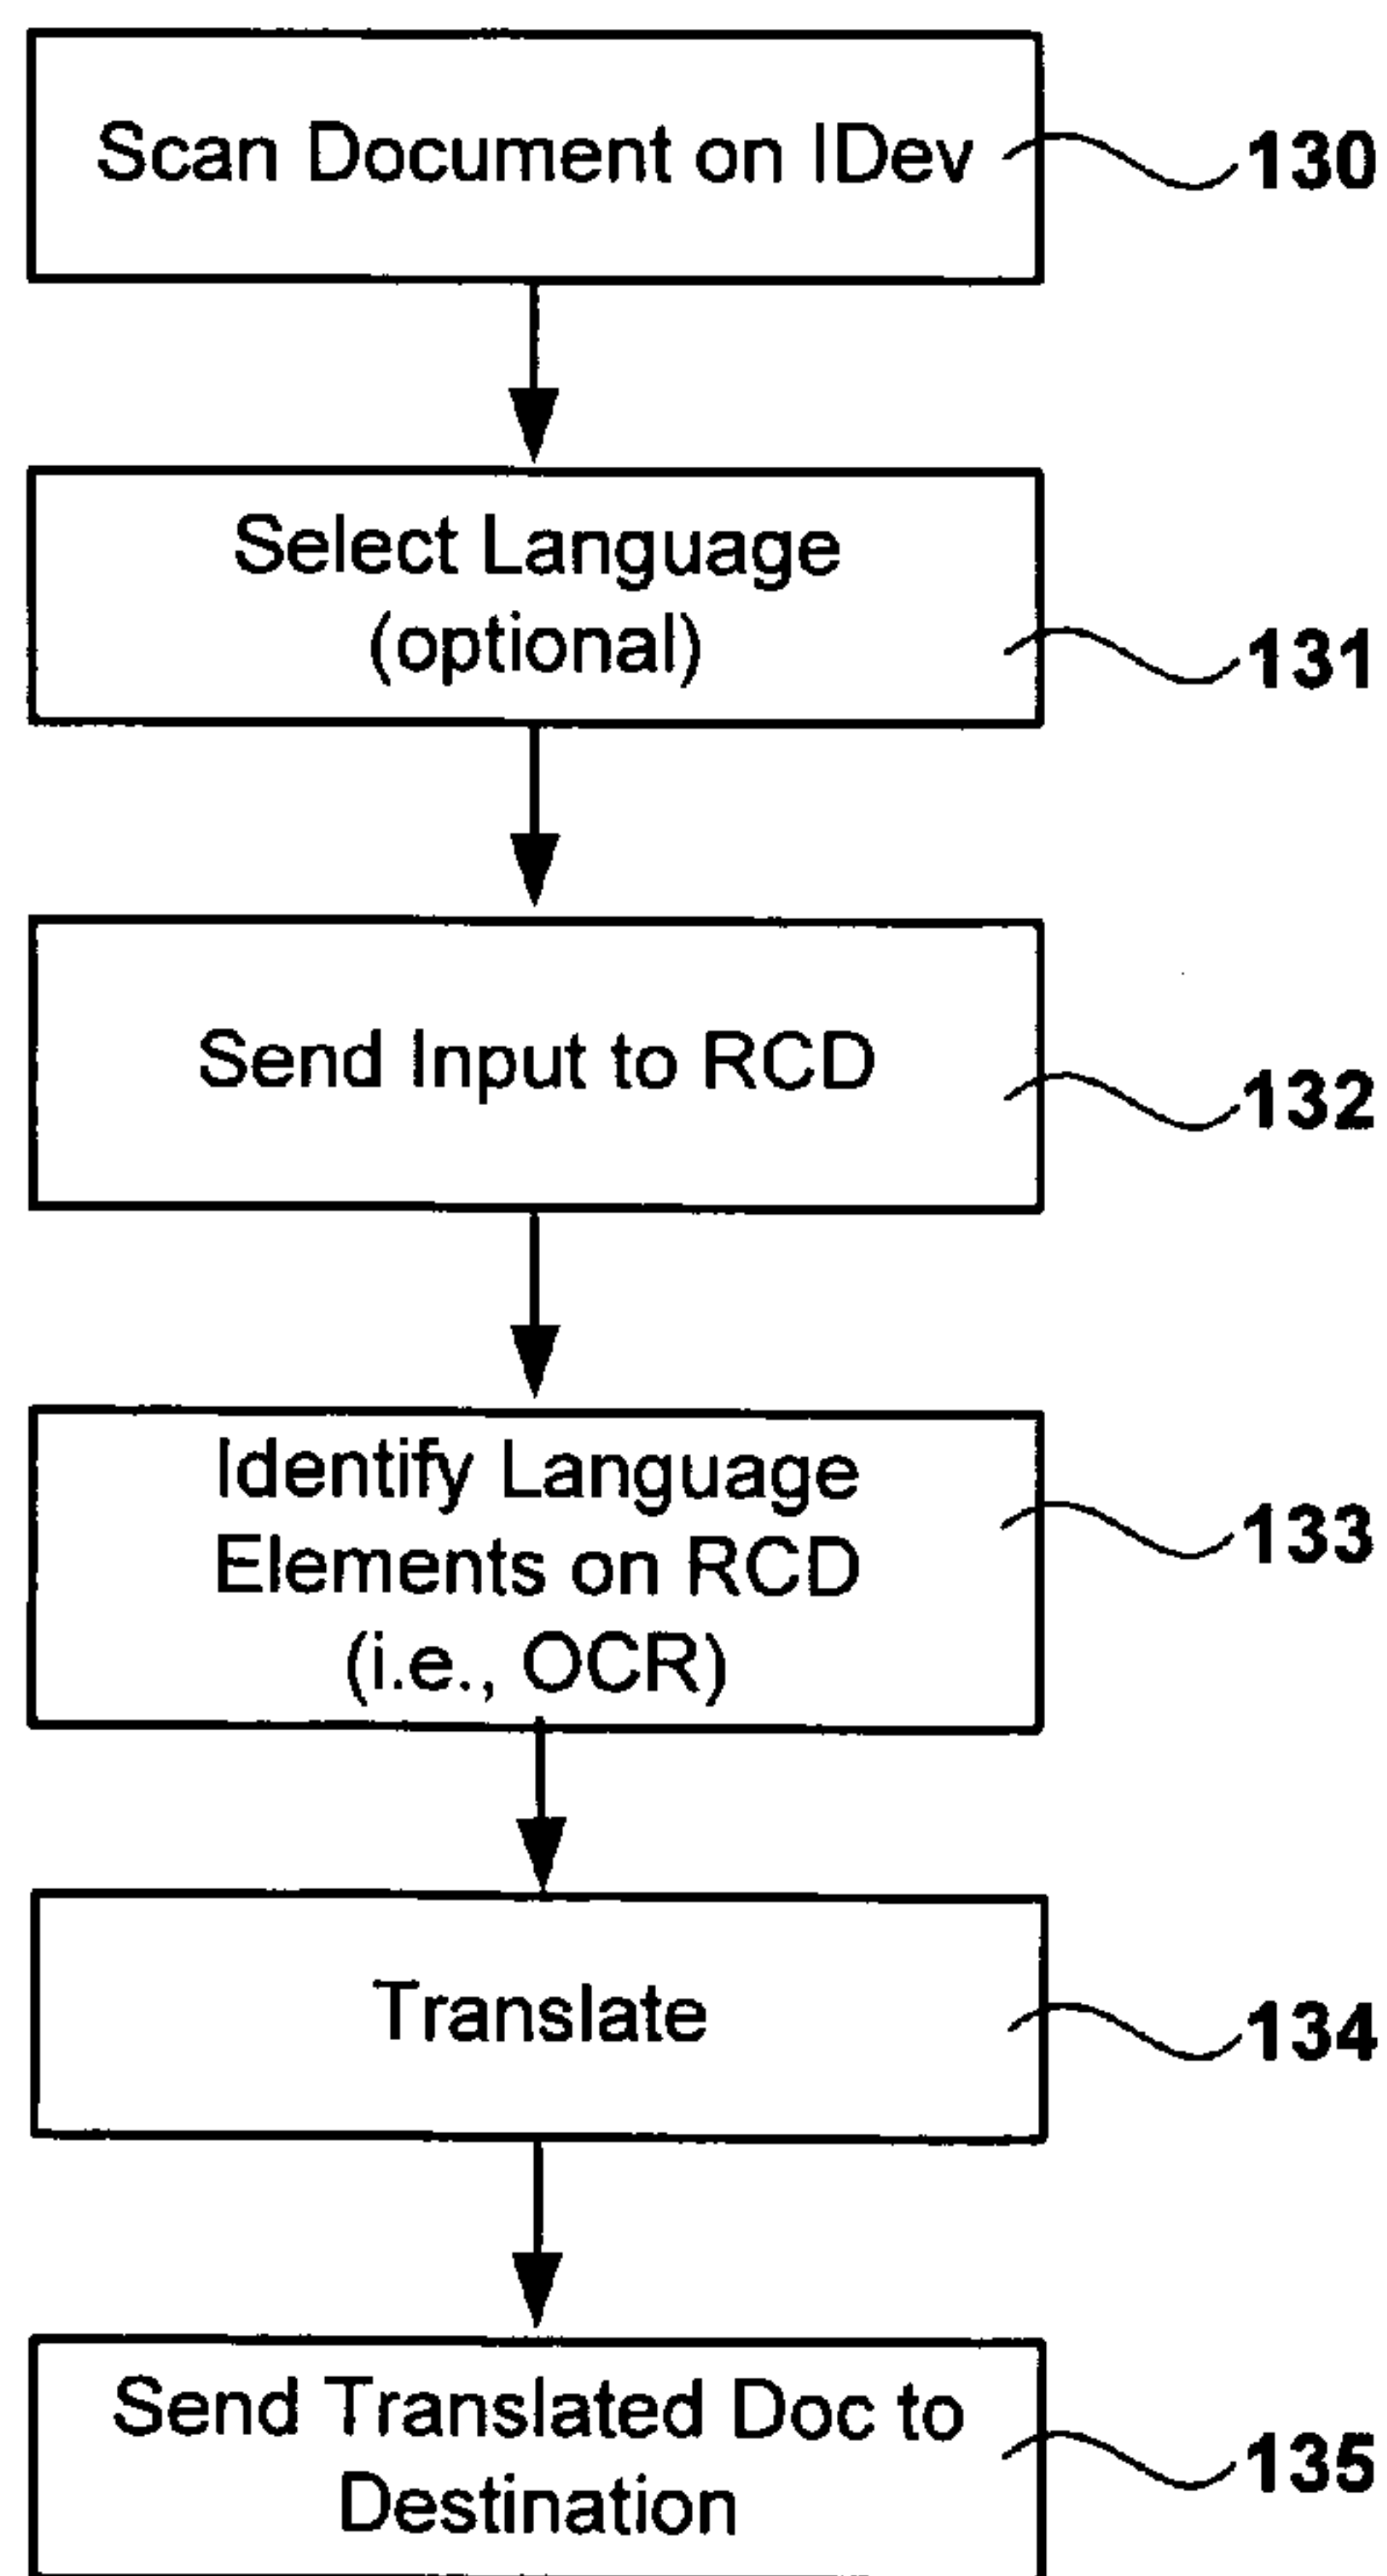 Scan Document on IDev
130
Select Language
(optional)
131
Send Input to RCD
132
Identify Language
Elements on RCD
(i.e., OCR)
133
Translate
134
Send Translated Doc to
Destination
135